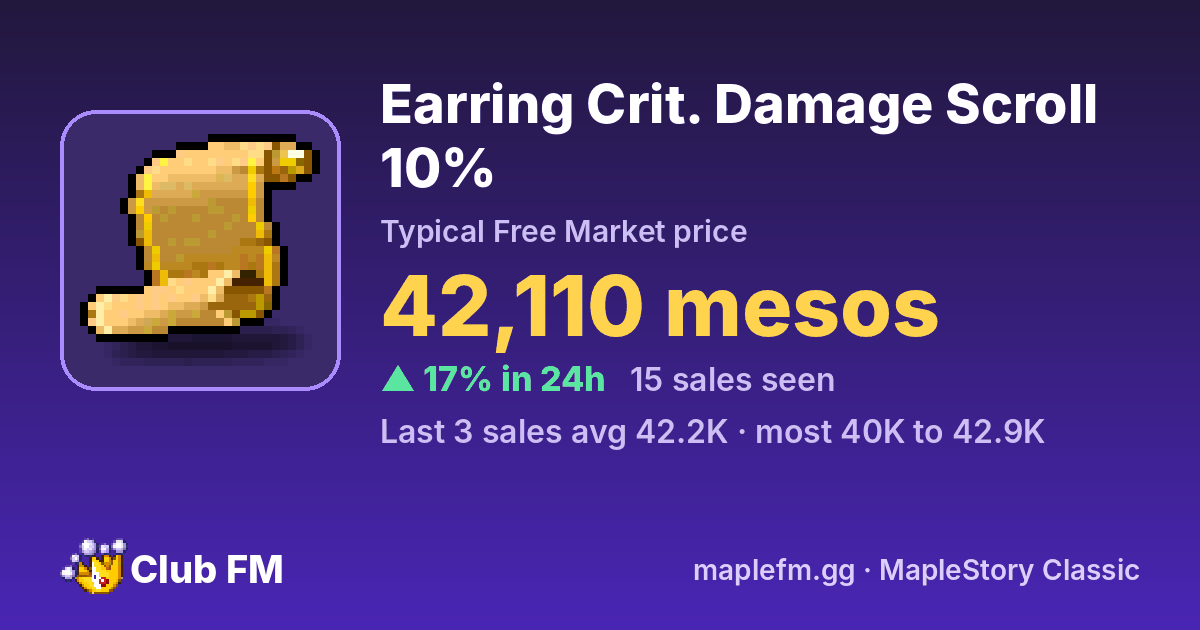 Earring Crit. Damage Scroll
10%
Typical Free Market price
42,110 mesos
▲ 17% in 24h 15 sales seen
Last 3 sales avg 42.2K · most 40K to 42.9K
Club FM
maplefm.gg · MapleStory Classic